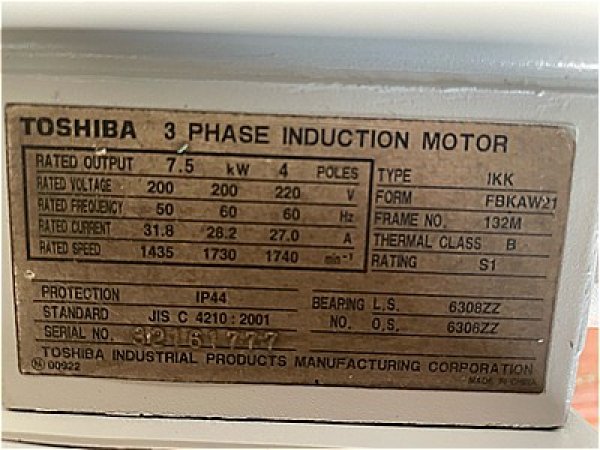 TOSHIBA 3 PHASE INDUCTION MOTOR
RATED OUTPUT 7.5 kW 4 POLES
RATED VOLTAGE 200 200 220 V
RATED FREQUENCY 50 60 60 Hz
RATED CURRENT 31.8 28.2 27.0 A
RATED SPEED 1435 1730 1740 min⁻¹
TYPE IKK
FORM FBKAW21
FRAME NO. 132M
THERMAL CLASS B
RATING S1
PROTECTION IP44
STANDARD JIS C 4210 : 2001
SERIAL NO. 32161777
BEARING L.S. 6308ZZ
NO. O.S. 6306ZZ
TOSHIBA INDUSTRIAL PRODUCTS MANUFACTURING CORPORATION
N 00922
MADE IN CHINA